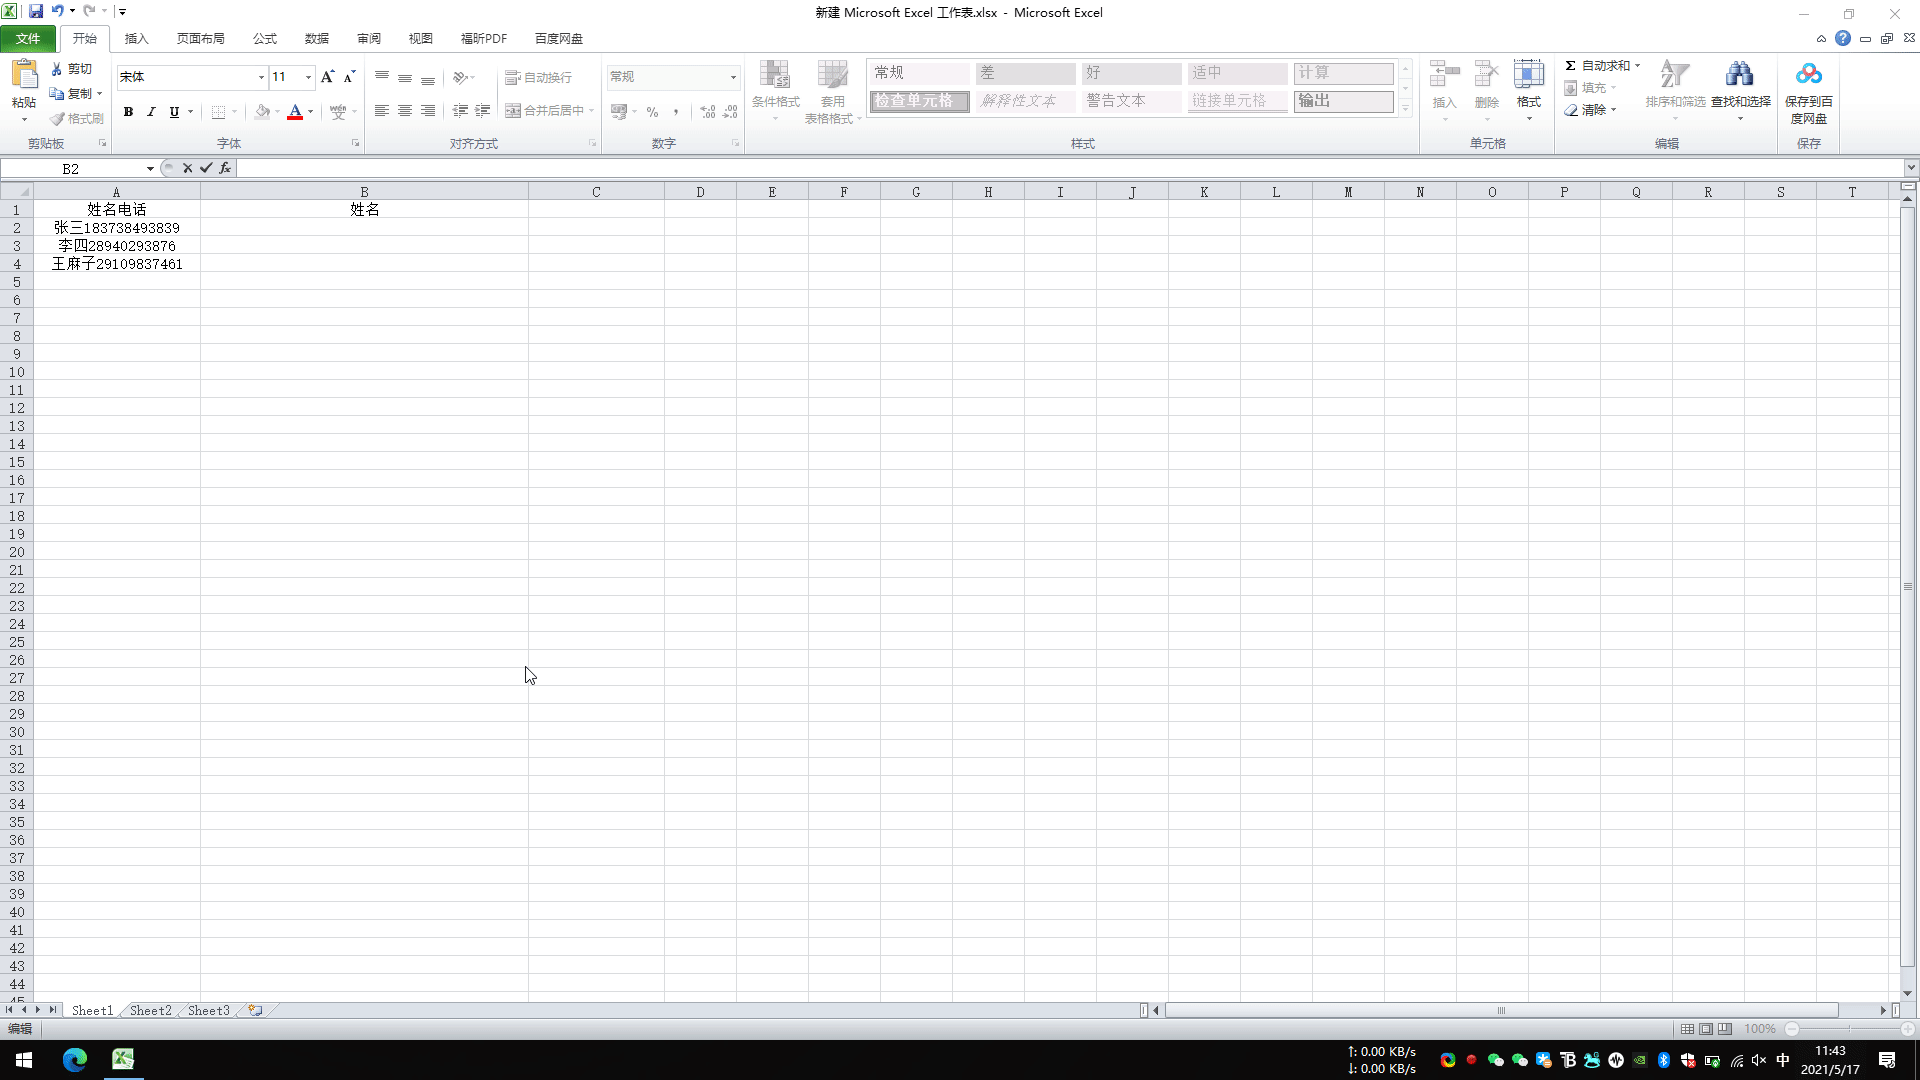 新建 Microsoft Excel 工作表.xlsx - Microsoft Excel
文件 开始 插入 页面布局 公式 数据 审阅 视图 福昕PDF 百度网盘
粘贴 剪切 复制 格式刷 剪贴板
宋体 11 B I U 字体
自动换行 合并后居中 对齐方式
常规 % , 数字
条件格式 套用 表格格式
常规 差 好 适中 计算
检查单元格 解释性文本 警告文本 链接单元格 输出
样式
插入 删除 格式 单元格
Σ 自动求和 填充 清除 排序和筛选 查找和选择 编辑
保存到百度网盘 保存
B2 fx
A B C D E F G H I J K L M N O P Q R S T
1 姓名电话 姓名
2 张三183738493839
3 李四28940293876
4 王麻子29109837461
5
6
7
8
9
10
11
12
13
14
15
16
17
18
19
20
21
22
23
24
25
26
27
28
29
30
31
32
33
34
35
36
37
38
39
40
41
42
43
44
45
Sheet1 Sheet2 Sheet3
编辑 100%
↑: 0.00 KB/s
↓: 0.00 KB/s
中
11:43
2021/5/17